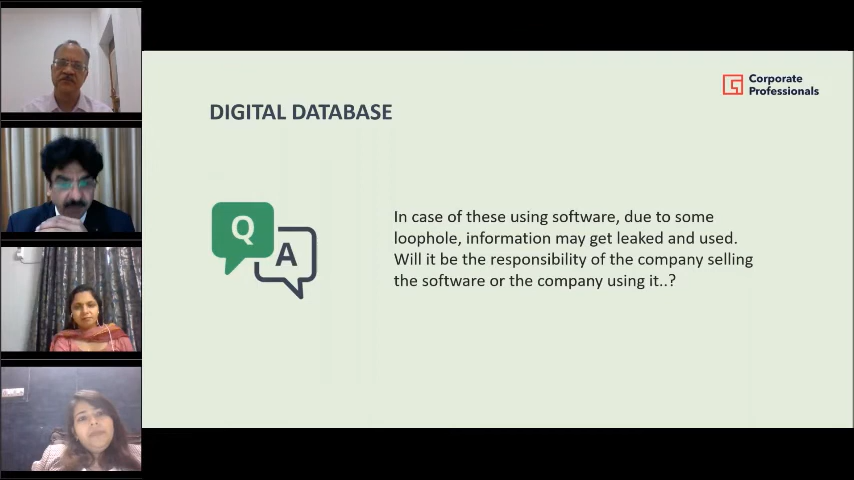 Corporate
Professionals
DIGITAL DATABASE
Q
A
In case of these using software, due to some
loophole, information may get leaked and used.
Will it be the responsibility of the company selling
the software or the company using it..?